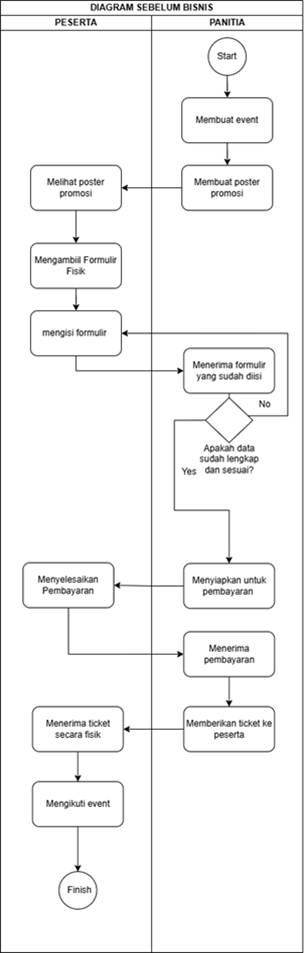 DIAGRAM SEBELUM BISNIS
PESERTA
PANITIA
Start
Membuat event
Membuat poster
promosi
Melihat poster
promosi
Mengambiil Formulir
Fisik
mengisi formulir
Menerima formulir
yang sudah diisi
No
Apakah data
sudah lengkap
dan sesuai?
Yes
Menyiapkan untuk
pembayaran
Menyelesaikan
Pembayaran
Menerima
pembayaran
Memberikan ticket ke
peserta
Menerima ticket
secara fisik
Mengikuti event
Finish